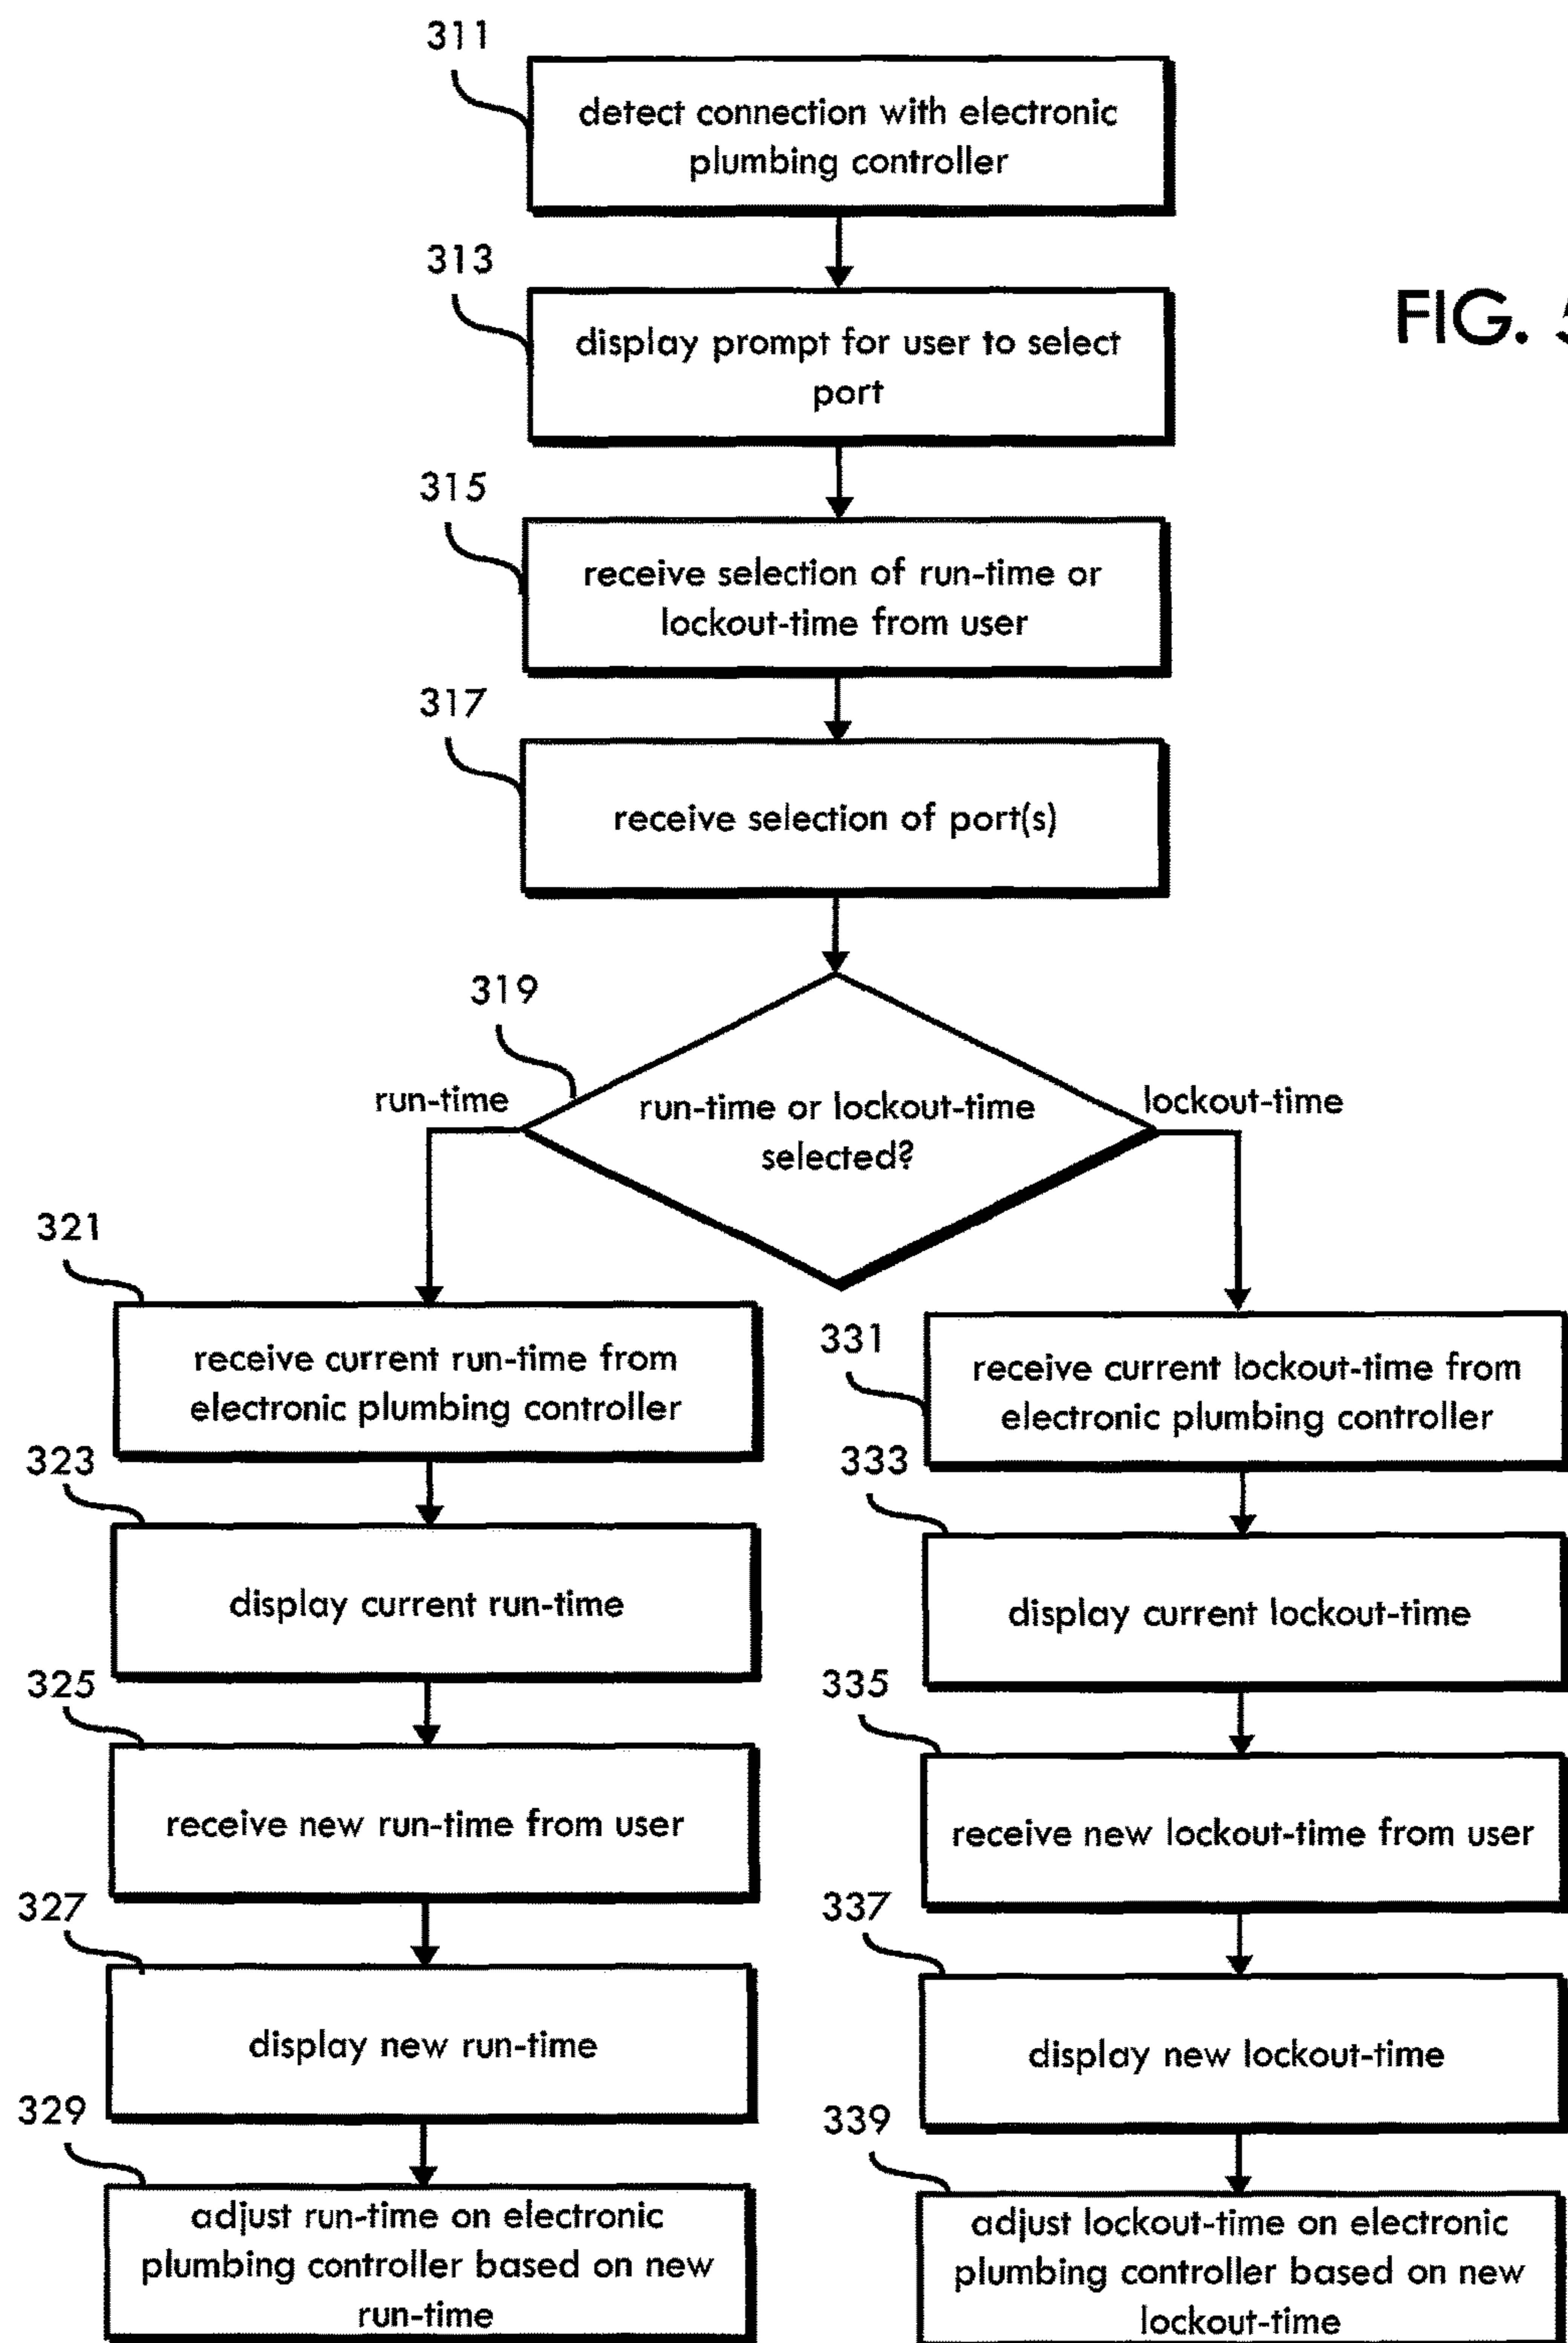 311
detect connection with electronic
plumbing controller
313
display prompt for user to select
port
FIG. 5
315
receive selection of run-time or
lockout-time from user
317
receive selection of port(s)
319
run-time
run-time or lockout-time
selected?
lockout-time
321
receive current run-time from
electronic plumbing controller
323
display current run-time
325
receive new run-time from user
327
display new run-time
329
adjust run-time on electronic
plumbing controller based on new
run-time
331
receive current lockout-time from
electronic plumbing controller
333
display current lockout-time
335
receive new lockout-time from user
337
display new lockout-time
339
adjust lockout-time on electronic
plumbing controller based on new
lockout-time